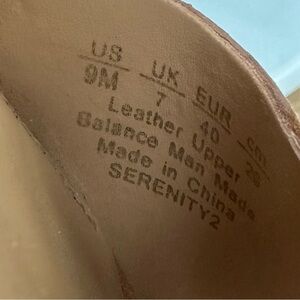 US UK EUR cm
9M 7 40 26
Leather Upper
Balance Man Made
Made in China
SERENITY2